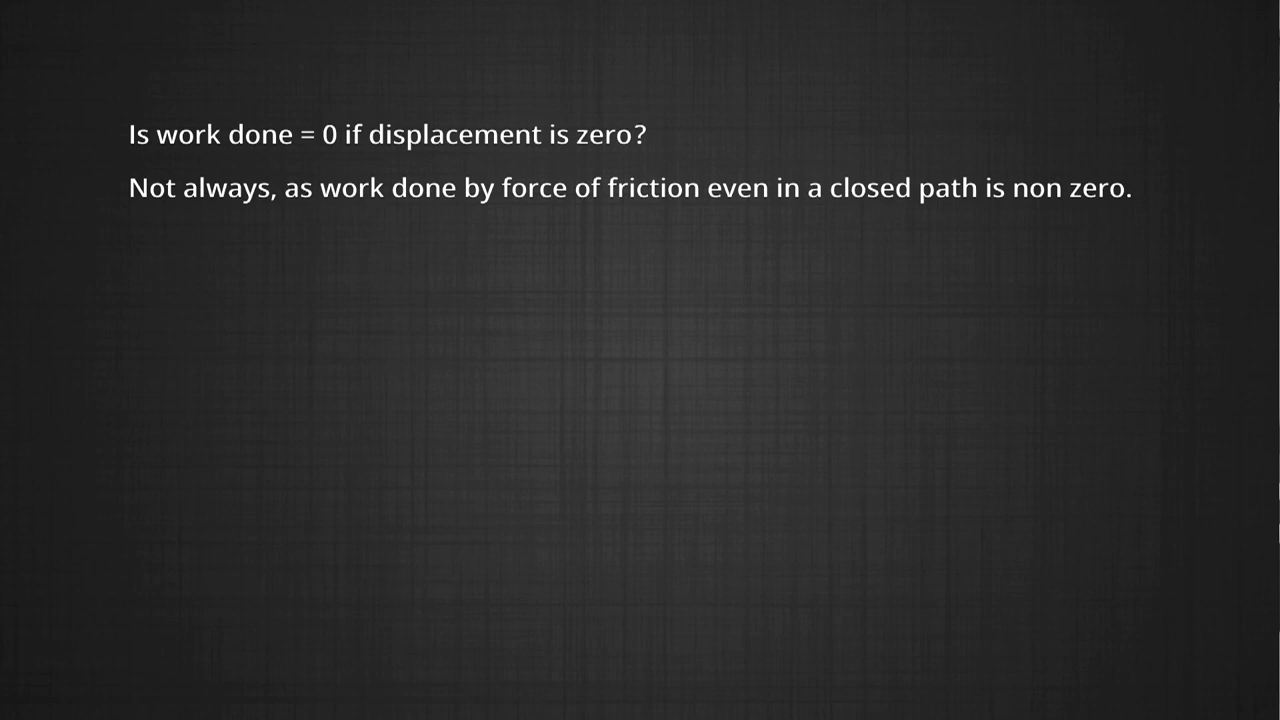 Is work done = 0 if displacement is zero?
Not always, as work done by force of friction even in a closed path is non zero.